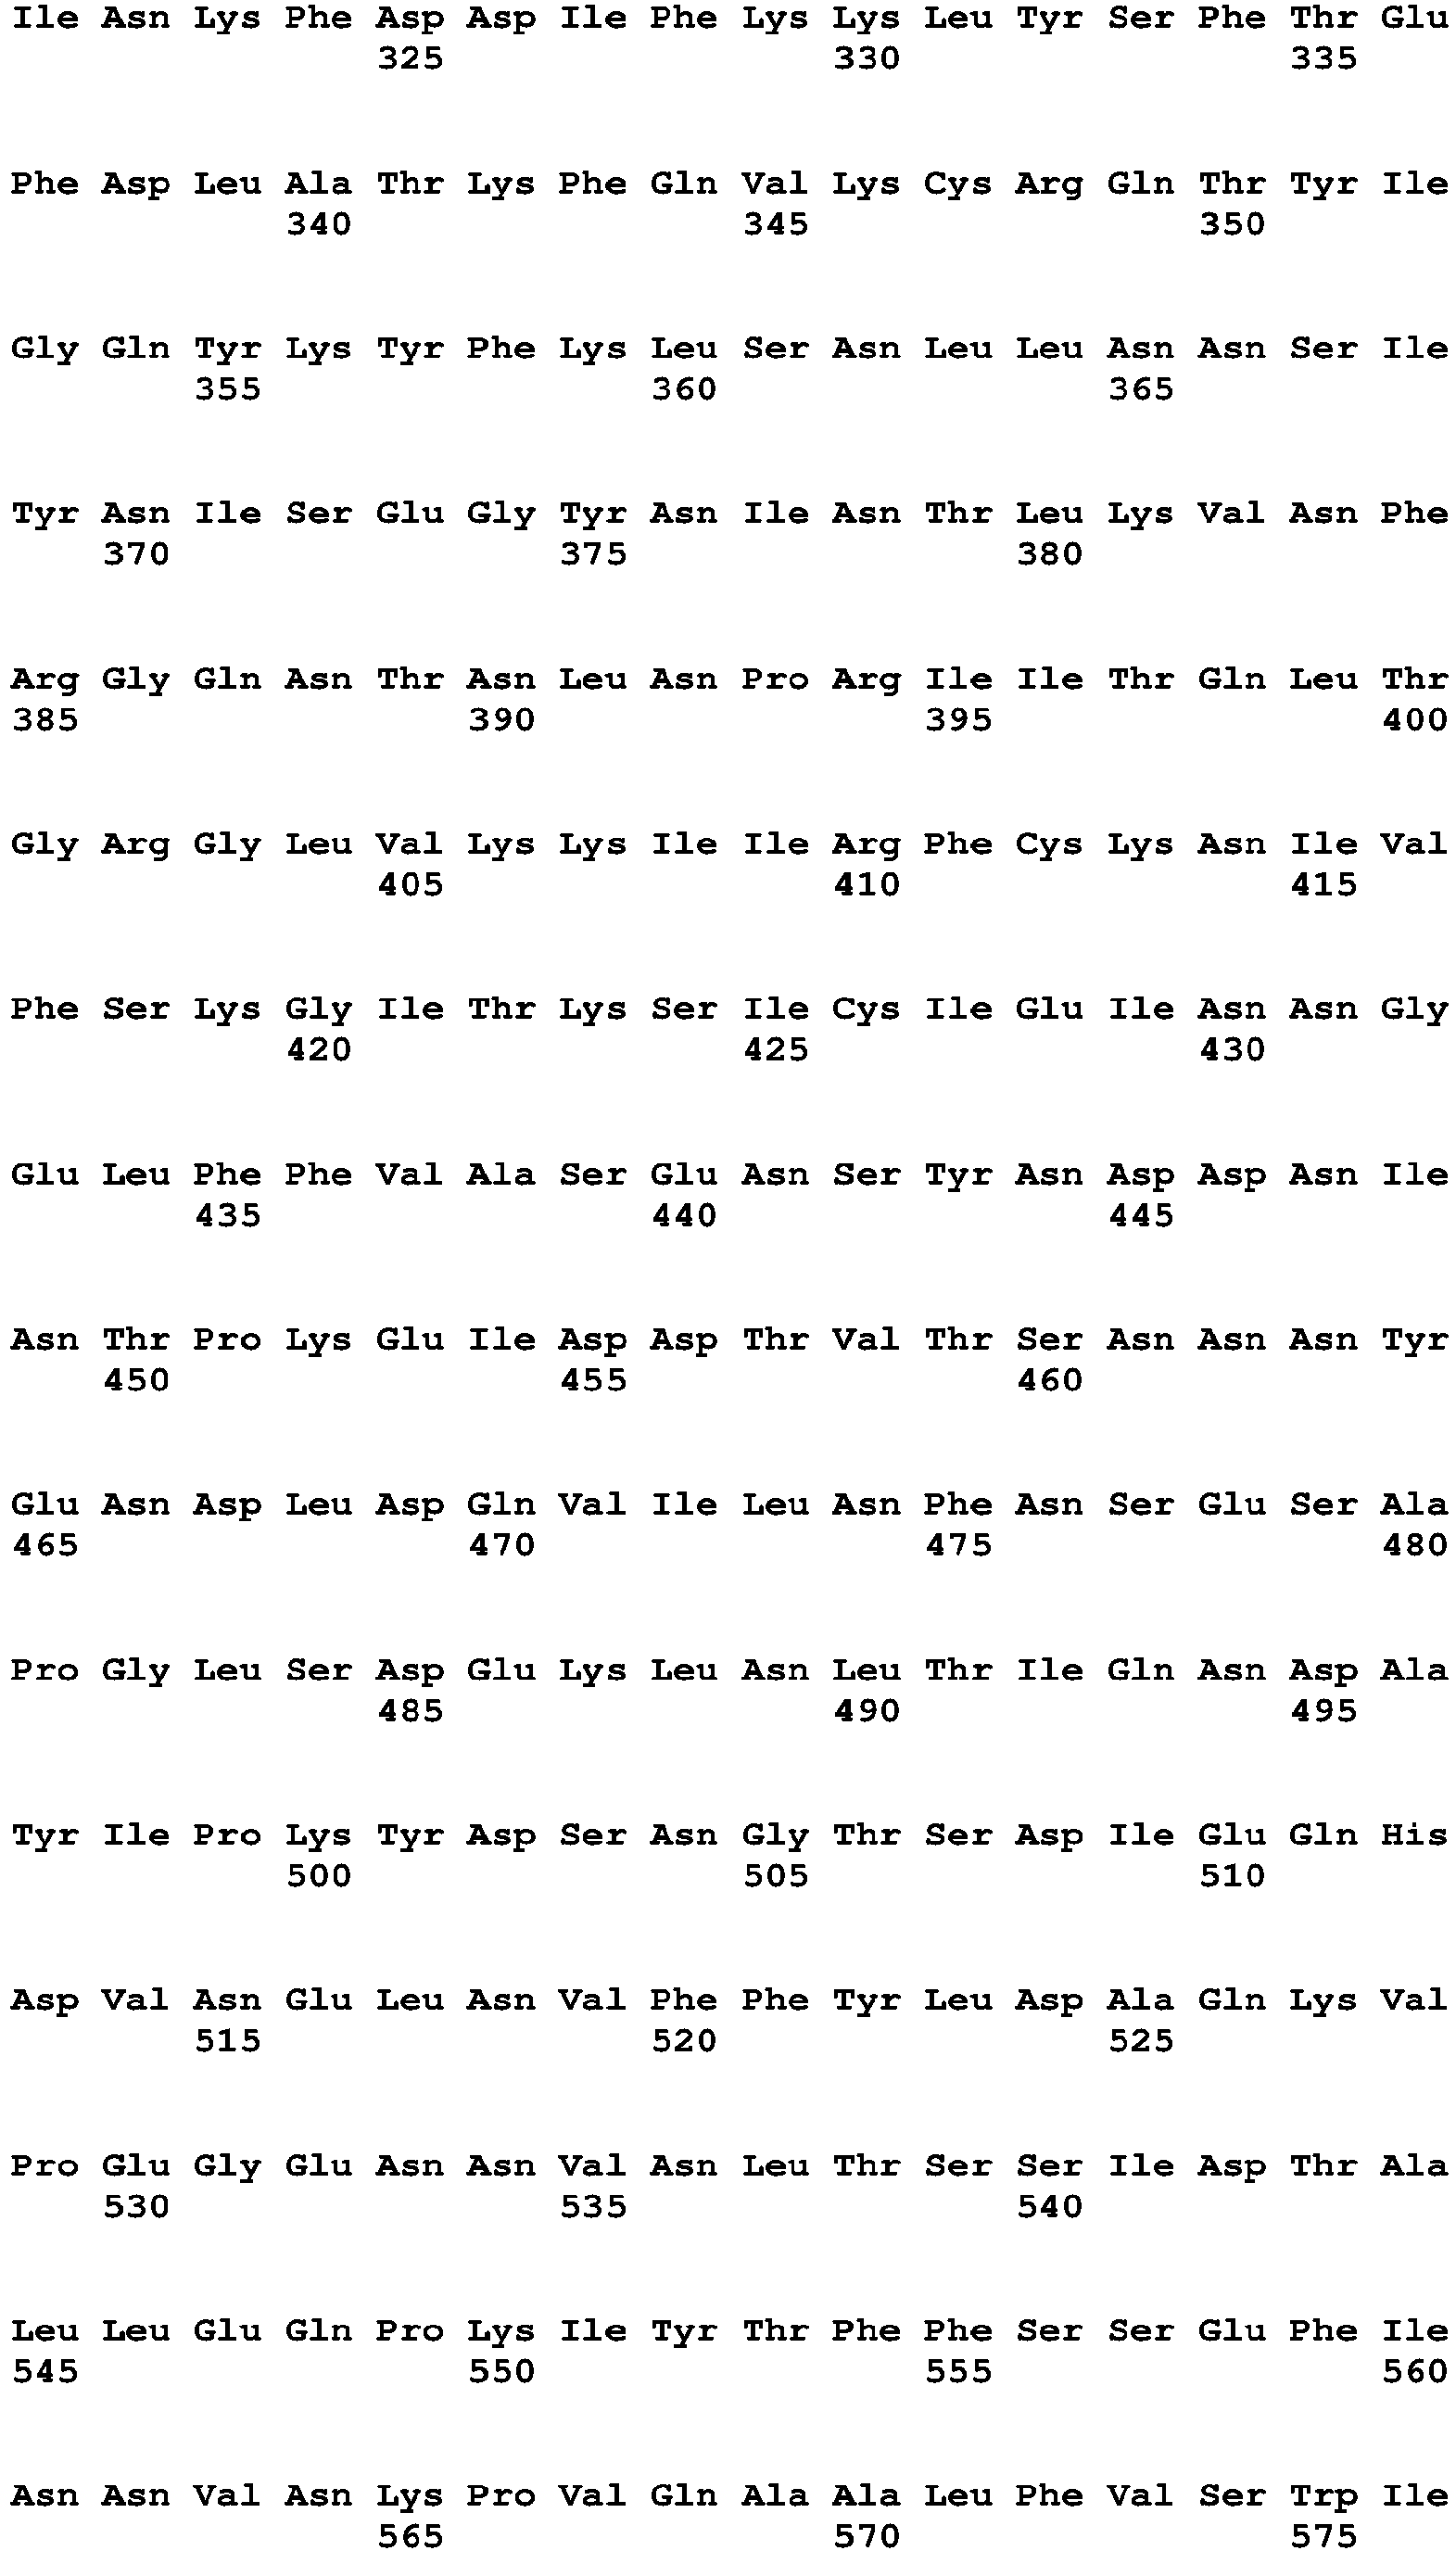 Ile Asn Lys Phe Asp Asp Ile Phe Lys Lys Leu Tyr Ser Phe Thr Glu
325 330 335
Phe Asp Leu Ala Thr Lys Phe Gln Val Lys Cys Arg Gln Thr Tyr Ile
340 345 350
Gly Gln Tyr Lys Tyr Phe Lys Leu Ser Asn Leu Leu Asn Asn Ser Ile
355 360 365
Tyr Asn Ile Ser Glu Gly Tyr Asn Ile Asn Thr Leu Lys Val Asn Phe
370 375 380
Arg Gly Gln Asn Thr Asn Leu Asn Pro Arg Ile Ile Thr Gln Leu Thr
385 390 395 400
Gly Arg Gly Leu Val Lys Lys Ile Ile Arg Phe Cys Lys Asn Ile Val
405 410 415
Phe Ser Lys Gly Ile Thr Lys Ser Ile Cys Ile Glu Ile Asn Asn Gly
420 425 430
Glu Leu Phe Phe Val Ala Ser Glu Asn Ser Tyr Asn Asp Asp Asn Ile
435 440 445
Asn Thr Pro Lys Glu Ile Asp Asp Thr Val Thr Ser Asn Asn Asn Tyr
450 455 460
Glu Asn Asp Leu Asp Gln Val Ile Leu Asn Phe Asn Ser Glu Ser Ala
465 470 475 480
Pro Gly Leu Ser Asp Glu Lys Leu Asn Leu Thr Ile Gln Asn Asp Ala
485 490 495
Tyr Ile Pro Lys Tyr Asp Ser Asn Gly Thr Ser Asp Ile Glu Gln His
500 505 510
Asp Val Asn Glu Leu Asn Val Phe Phe Tyr Leu Asp Ala Gln Lys Val
515 520 525
Pro Glu Gly Glu Asn Asn Val Asn Leu Thr Ser Ser Ile Asp Thr Ala
530 535 540
Leu Leu Glu Gln Pro Lys Ile Tyr Thr Phe Phe Ser Ser Glu Phe Ile
545 550 555 560
Asn Asn Val Asn Lys Pro Val Gln Ala Ala Leu Phe Val Ser Trp Ile
565 570 575